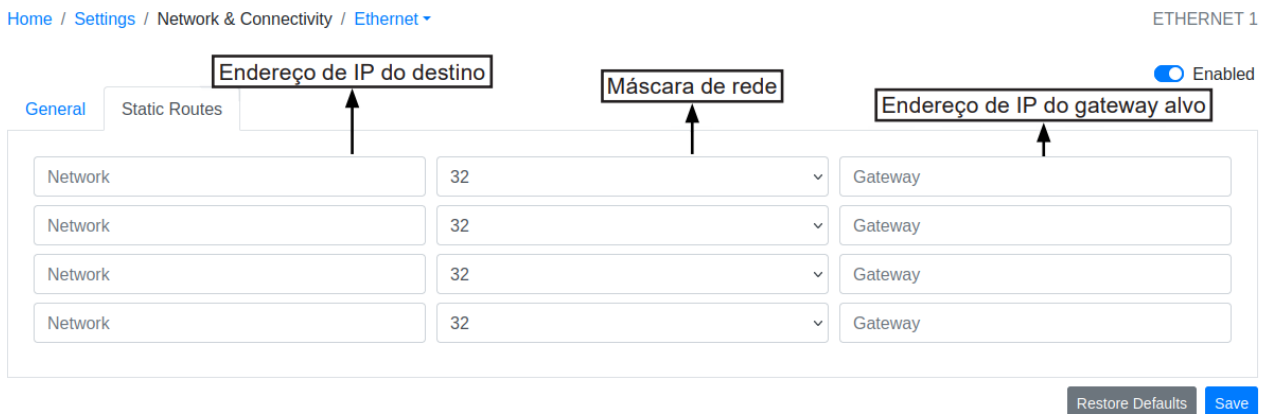 Home / Settings / Network & Connectivity / Ethernet
ETHERNET 1
Endereço de IP do destino
Máscara de rede
Enabled
General
Static Routes
Endereço de IP do gateway alvo
Network
32
Gateway
Network
32
Gateway
Network
32
Gateway
Network
32
Gateway
Restore Defaults
Save